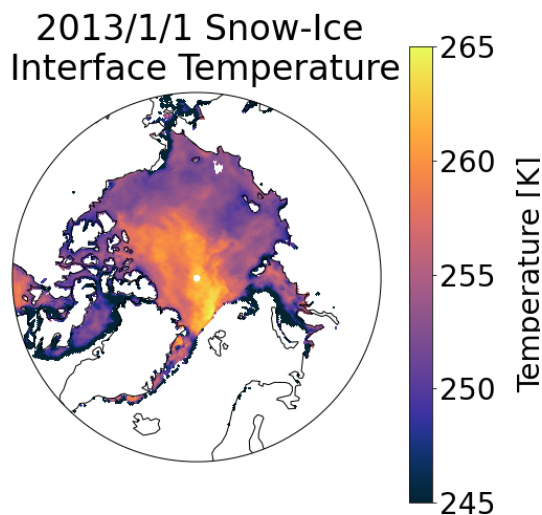 2013/1/1 Snow-Ice
Interface Temperature
265
260
255
250
245
Temperature [K]